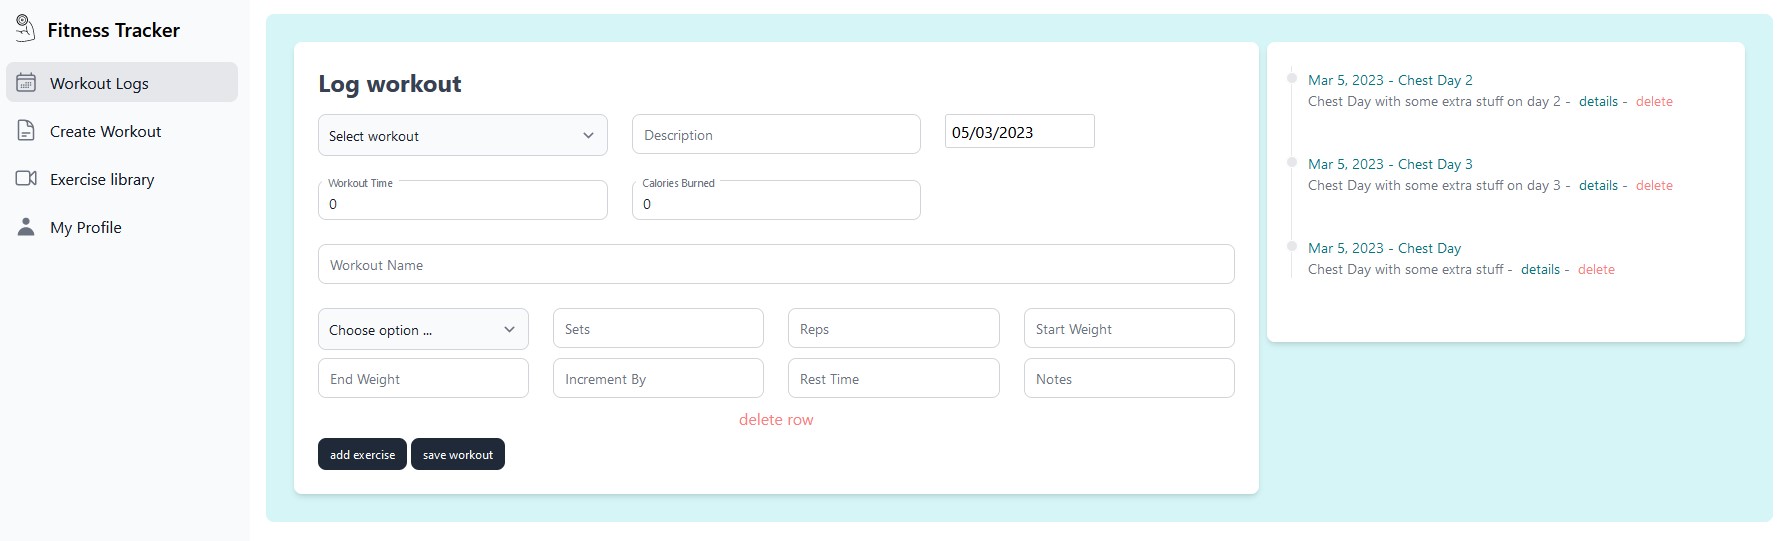 Fitness Tracker
Workout Logs
Create Workout
Exercise library
My Profile
Log workout
Select workout
Description
05/03/2023
Workout Time
0
Calories Burned
0
Workout Name
Choose option ...
Sets
Reps
Start Weight
End Weight
Increment By
Rest Time
Notes
delete row
add exercise
save workout
Mar 5, 2023 - Chest Day 2
Chest Day with some extra stuff on day 2 - details - delete
Mar 5, 2023 - Chest Day 3
Chest Day with some extra stuff on day 3 - details - delete
Mar 5, 2023 - Chest Day
Chest Day with some extra stuff - details - delete